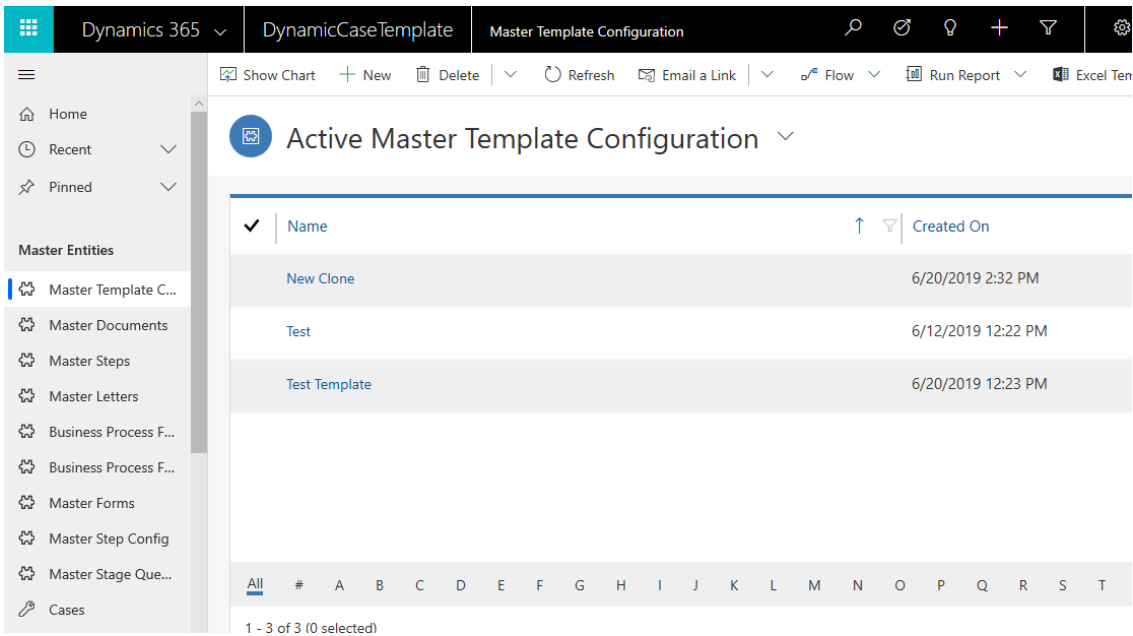 Dynamics 365 DynamicCaseTemplate Master Template Configuration
Show Chart New Delete Refresh Email a Link Flow Run Report Excel Tem
Home
Recent
Pinned
Master Entities
Master Template C...
Master Documents
Master Steps
Master Letters
Business Process F...
Business Process F...
Master Forms
Master Step Config
Master Stage Que...
Cases
Active Master Template Configuration
Name Created On
New Clone 6/20/2019 2:32 PM
Test 6/12/2019 12:22 PM
Test Template 6/20/2019 12:23 PM
All # A B C D E F G H I J K L M N O P Q R S T
1 - 3 of 3 (0 selected)